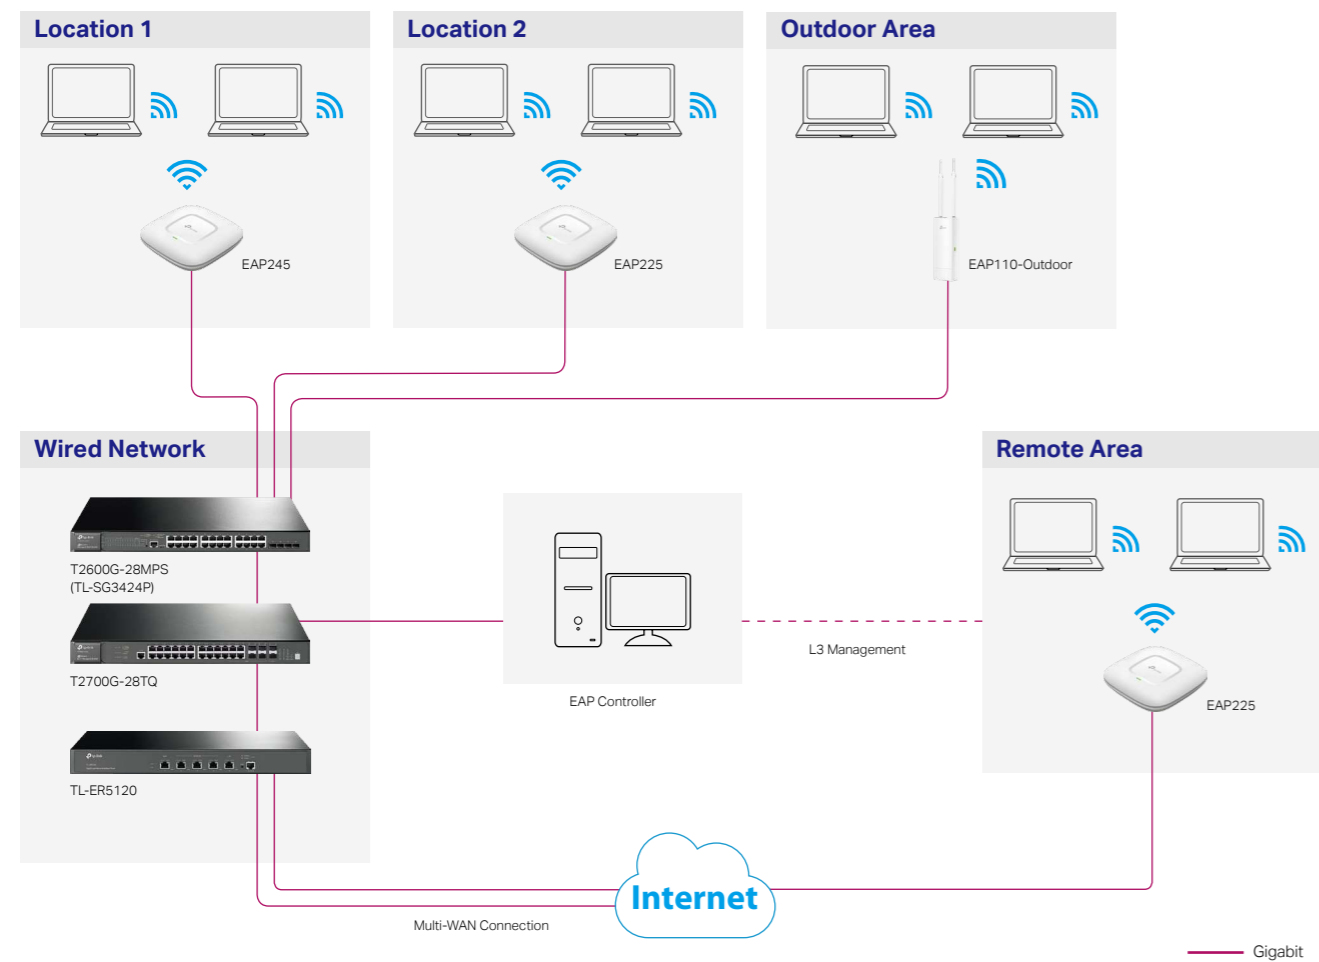 Location 1
Location 2
Outdoor Area
EAP245
EAP225
EAP110-Outdoor
Wired Network
Remote Area
T2600G-28MPS
(TL-SG3424P)
T2700G-28TQ
TL-ER5120
EAP Controller
L3 Management
EAP225
Internet
Multi-WAN Connection
Gigabit